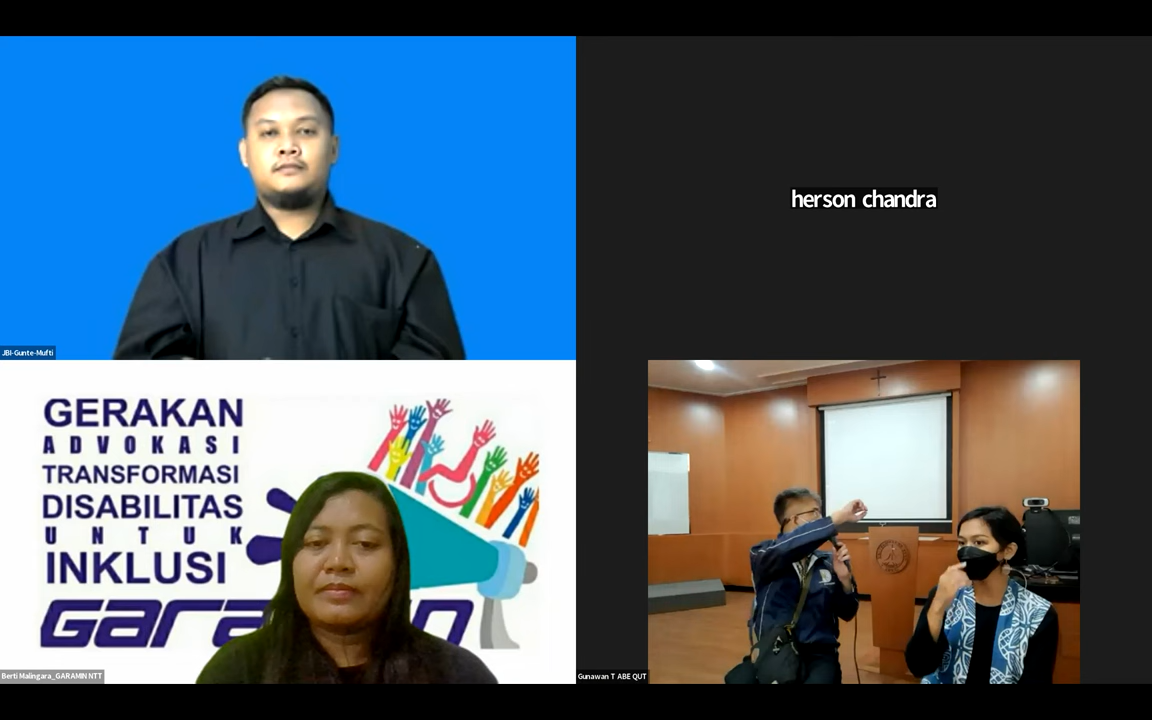 herson chandra
JBI-Gunte-Mufti
GERAKAN
ADVOKASI
TRANSFORMASI
DISABILITAS
UNTUK
INKLUSI
Berti Malingara_GARAMIN NTT
Gunawan T ABE QUT